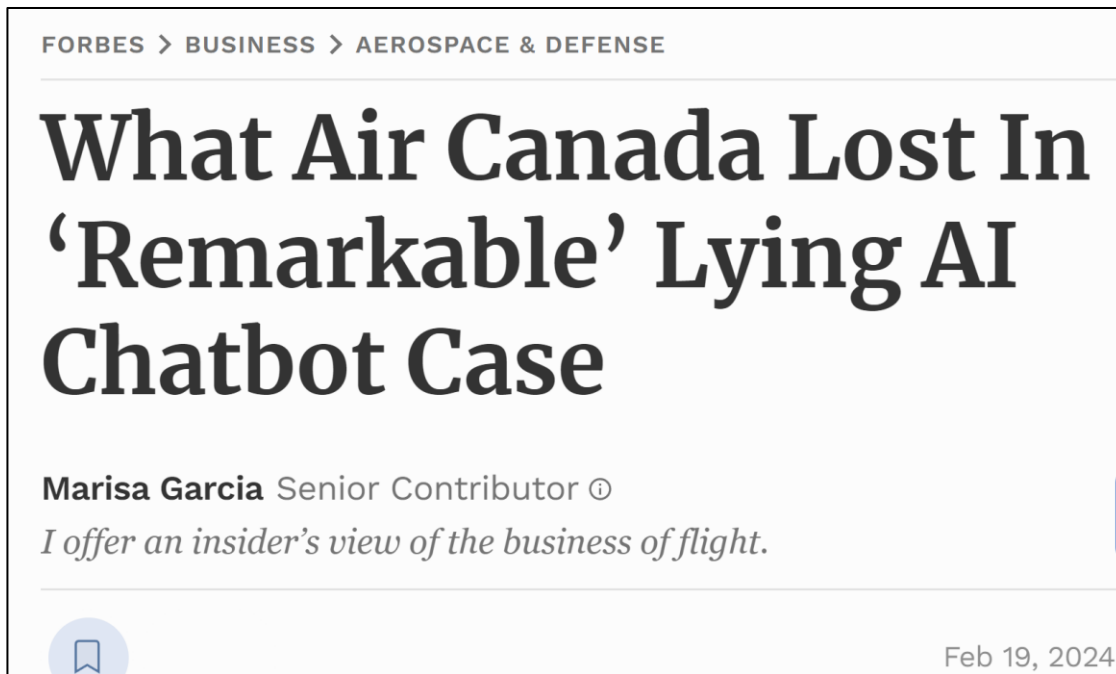 FORBES > BUSINESS > AEROSPACE & DEFENSE
What Air Canada Lost In
‘Remarkable’ Lying AI
Chatbot Case
Marisa Garcia Senior Contributor
I offer an insider’s view of the business of flight.
Feb 19, 2024